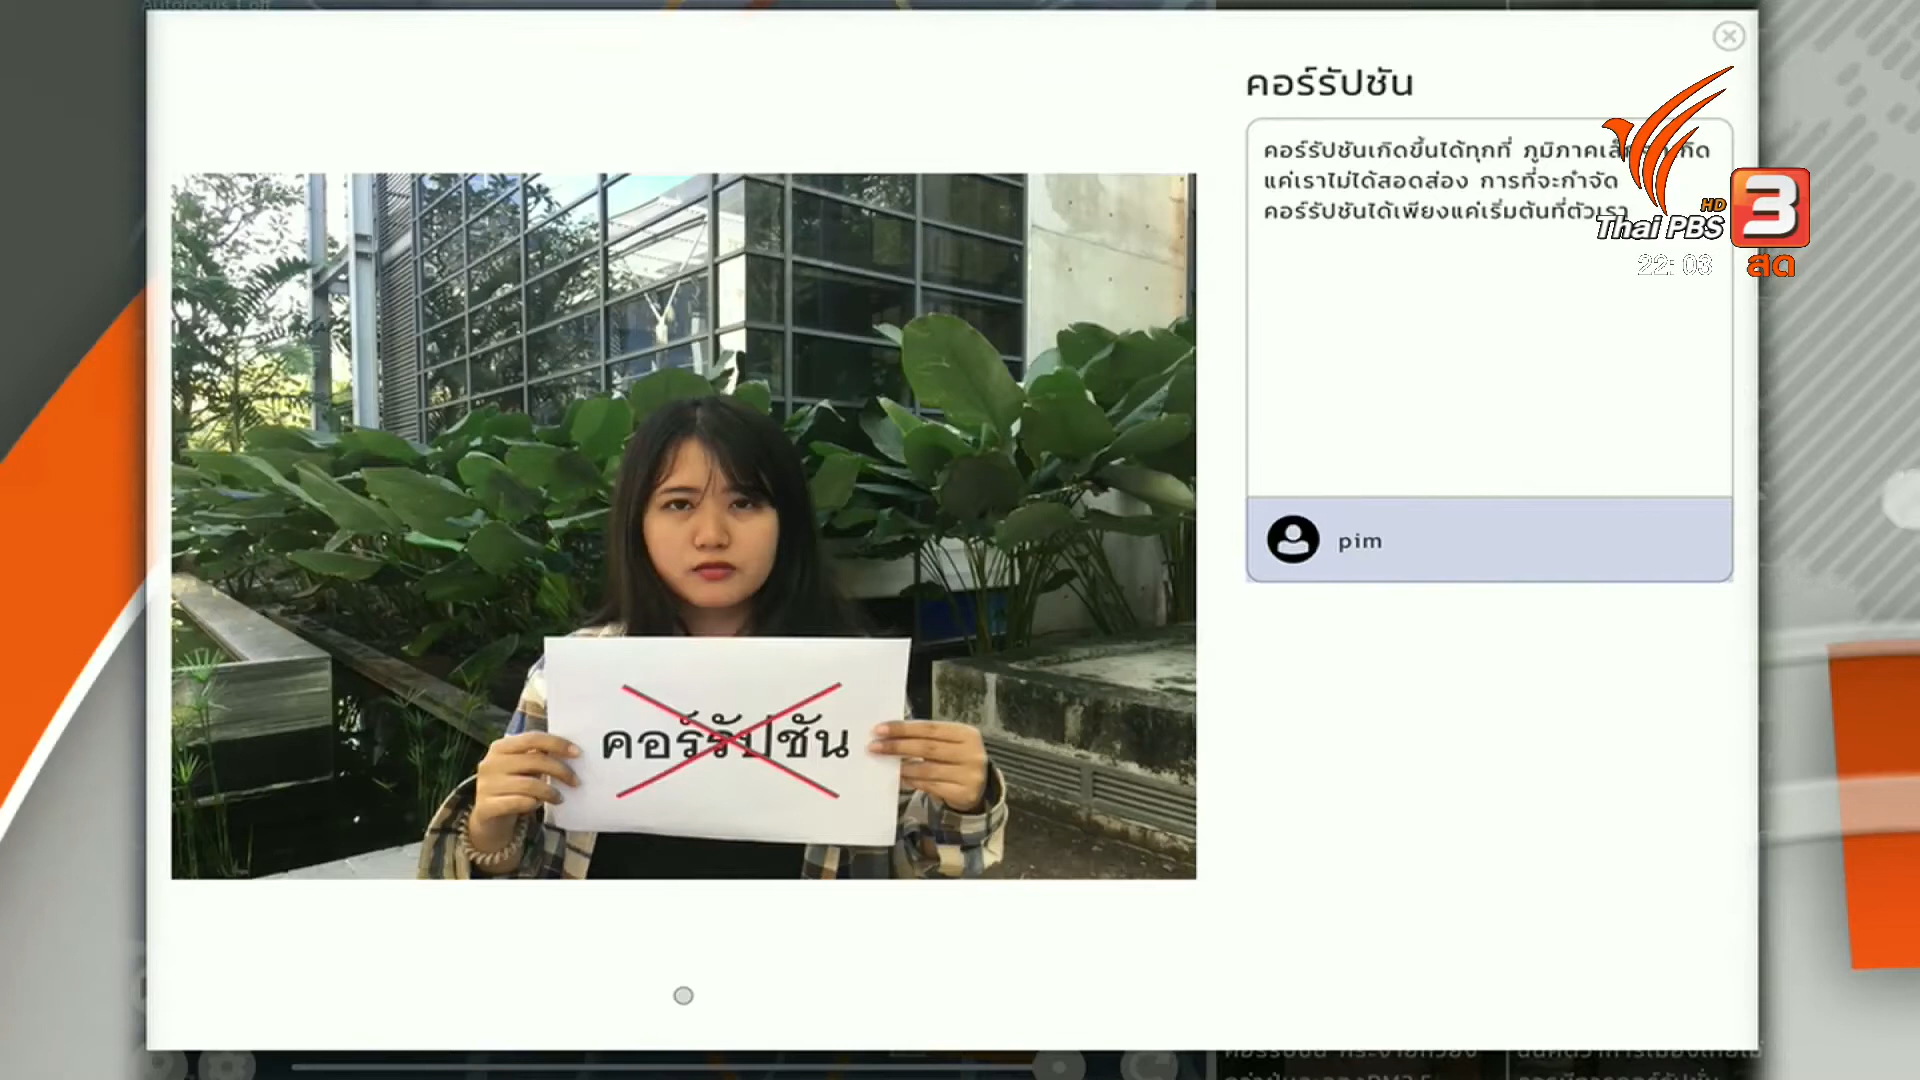 Autofocus 1 off
คอร์รัปชัน
คอร์รัปชันเกิดขึ้นได้ทุกที่ ภูมิภาคเล็กๆ
แค่เราไม่ได้สอดส่อง การที่จะกำจัด
คอร์รัปชันได้เพียงแค่เริ่มต้นที่ตัวเรา
HD
Thai PBS
3
22:03
สด
pim
คอร์รัปชัน